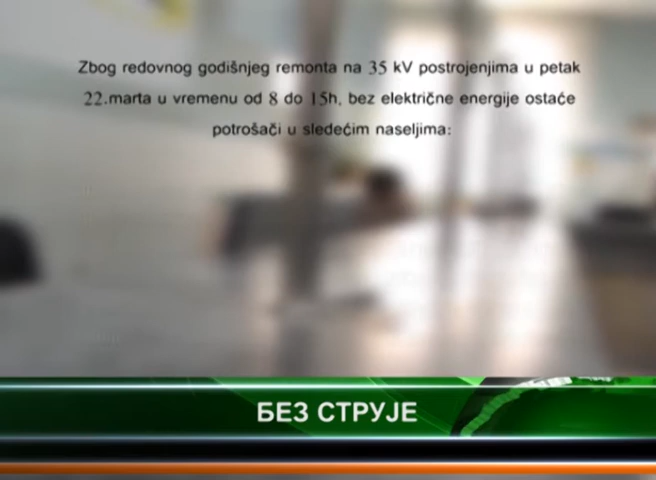 Zbog redovnog godišnjeg remonta na 35 kV postrojenjima u petak
22.marta u vremenu od 8 do 15h, bez električne energije ostaće
potrošači u sledećim naseljima:
БЕЗ СТРУЈЕ